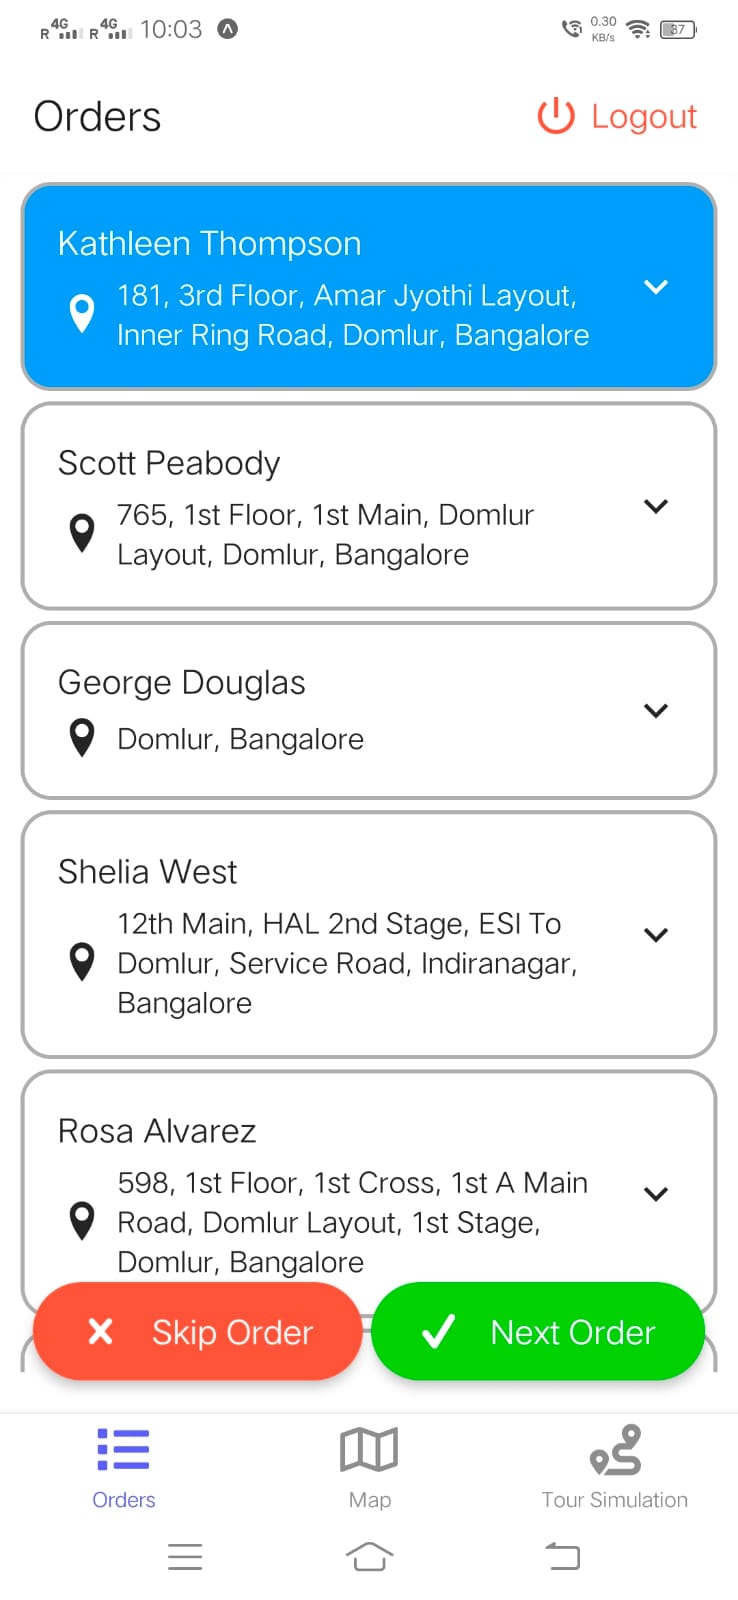 4G 4G 10:03 0.30
R R KB/s 37
Orders Logout
Kathleen Thompson
181, 3rd Floor, Amar Jyothi Layout,
Inner Ring Road, Domlur, Bangalore
Scott Peabody
765, 1st Floor, 1st Main, Domlur
Layout, Domlur, Bangalore
George Douglas
Domlur, Bangalore
Shelia West
12th Main, HAL 2nd Stage, ESI To
Domlur, Service Road, Indiranagar,
Bangalore
Rosa Alvarez
598, 1st Floor, 1st Cross, 1st A Main
Road, Domlur Layout, 1st Stage,
Domlur, Bangalore
Skip Order Next Order
Orders Map Tour Simulation